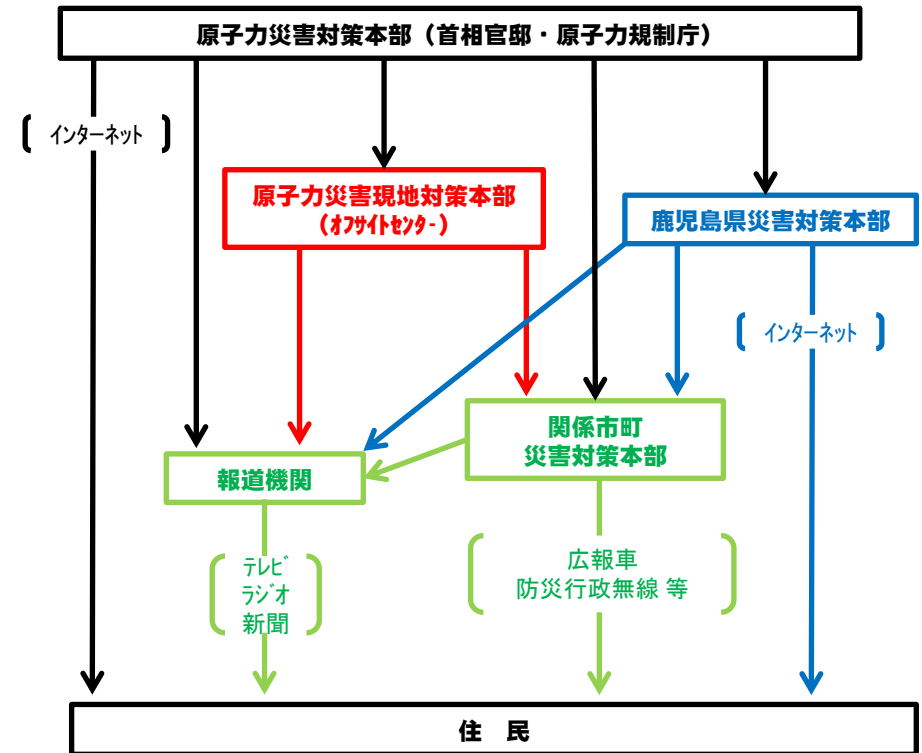 原子力災害対策本部（首相官邸・原子力規制庁）
インターネット
原子力災害現地対策本部
（ｵﾌｻｲﾄｾﾝﾀｰ）
鹿児島県災害対策本部
インターネット
関係市町
災害対策本部
報道機関
テレビ
ラジオ
新聞
広報車
防災行政無線 等
住　民